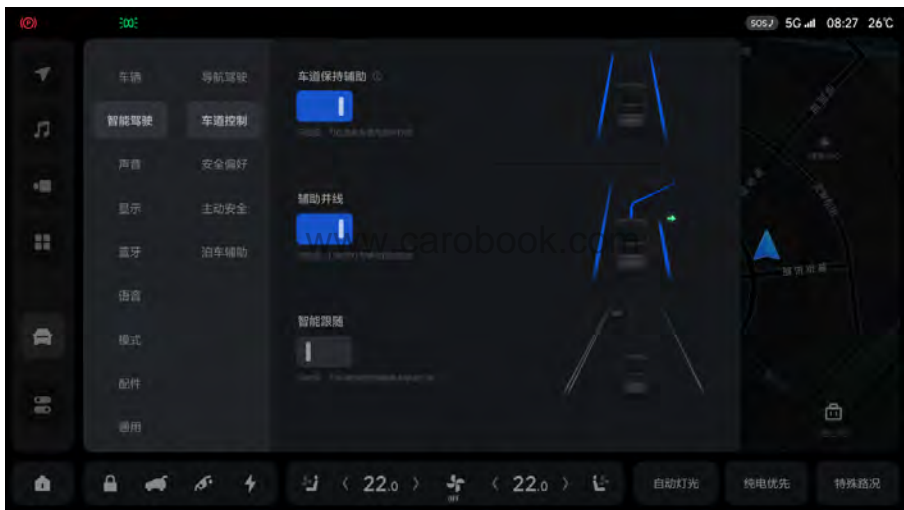 SOS 5G 08:27 26℃
车辆 导航驾驶 车道保持辅助
智能驾驶 车道控制
声音 安全偏好
显示 主动安全 辅助并线
蓝牙 泊车辅助
www.carobook.com
语音
模式 智能跟随
配件
通用
22.0 OFF 22.0 自动灯光 纯电优先 特殊路况